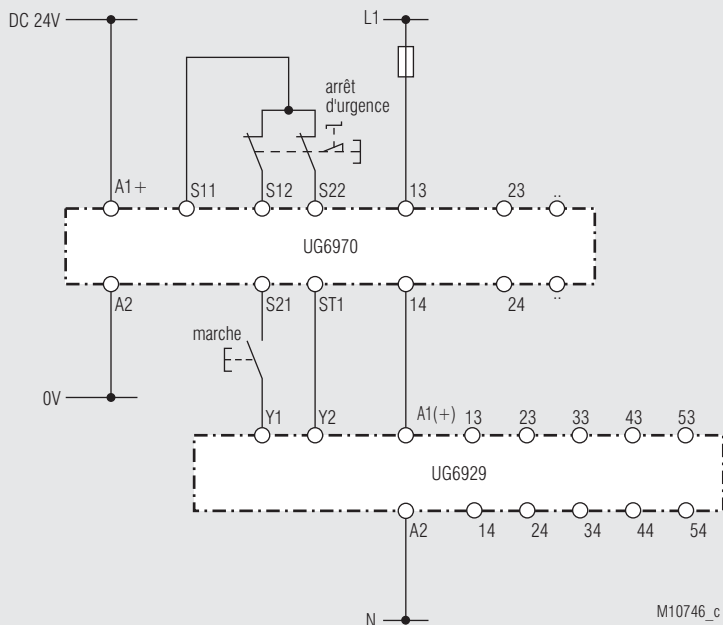 DC 24V
L1
arrêt
d'urgence
A1+
S11
S12
S22
13
23
..
UG6970
A2
S21
ST1
14
24
..
marche
0V
Y1
Y2
A1(+)
13
23
33
43
53
UG6929
A2
14
24
34
44
54
N
M10746_c